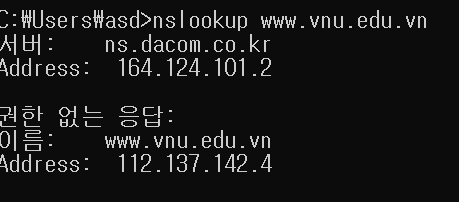 C:₩Users₩asd>nslookup www.vnu.edu.vn
서버:    ns.dacom.co.kr
Address:  164.124.101.2

권한 없는 응답:
이름:    www.vnu.edu.vn
Address:  112.137.142.4